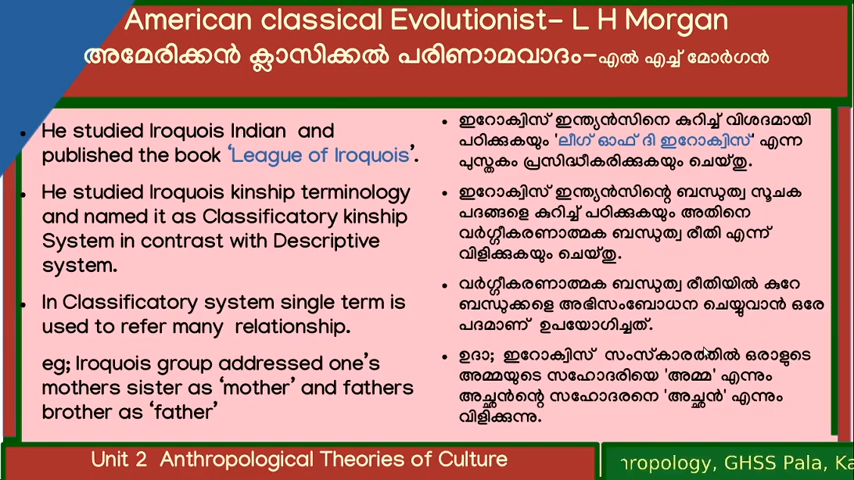 American classical Evolutionist- L H Morgan
അമേരിക്കൻ ക്ലാസിക്കൽ പരിണാമവാദം-എൽ എച്ച് മോർഗൻ
• He studied Iroquois Indian and
published the book ‘League of Iroquois’.
• He studied Iroquois kinship terminology
and named it as Classificatory kinship
System in contrast with Descriptive
system.
• In Classificatory system single term is
used to refer many relationship.
eg; Iroquois group addressed one’s
mothers sister as ‘mother’ and fathers
brother as ‘father’
• ഇറോക്വിസ് ഇന്ത്യൻസിനെ കുറിച്ച് വിശദമായി
പഠിക്കുകയും 'ലീഗ് ഓഫ് ദി ഇറോക്വിസ്' എന്ന
പുസ്തകം പ്രസിദ്ധീകരിക്കുകയും ചെയ്തു.
• ഇറോക്വിസ് ഇന്ത്യൻസിന്റെ ബന്ധുത്വ സൂചക
പദങ്ങളെ കുറിച്ച് പഠിക്കുകയും അതിനെ
വർഗ്ഗീകരണാത്മക ബന്ധുത്വ രീതി എന്ന്
വിളിക്കുകയും ചെയ്തു.
• വർഗ്ഗീകരണാത്മക ബന്ധുത്വ രീതിയിൽ കുറേ
ബന്ധുക്കളെ അഭിസംബോധന ചെയ്യുവാൻ ഒരേ
പദമാണ് ഉപയോഗിച്ചത്.
• ഉദാ; ഇറോക്വിസ് സംസ്കാരത്തിൽ ഒരാളുടെ
അമ്മയുടെ സഹോദരിയെ 'അമ്മ' എന്നും
അച്ഛൻന്റെ സഹോദരനെ 'അച്ഛൻ' എന്നും
വിളിക്കുന്നു.
Unit 2 Anthropological Theories of Culture
hropology, GHSS Pala, Ka